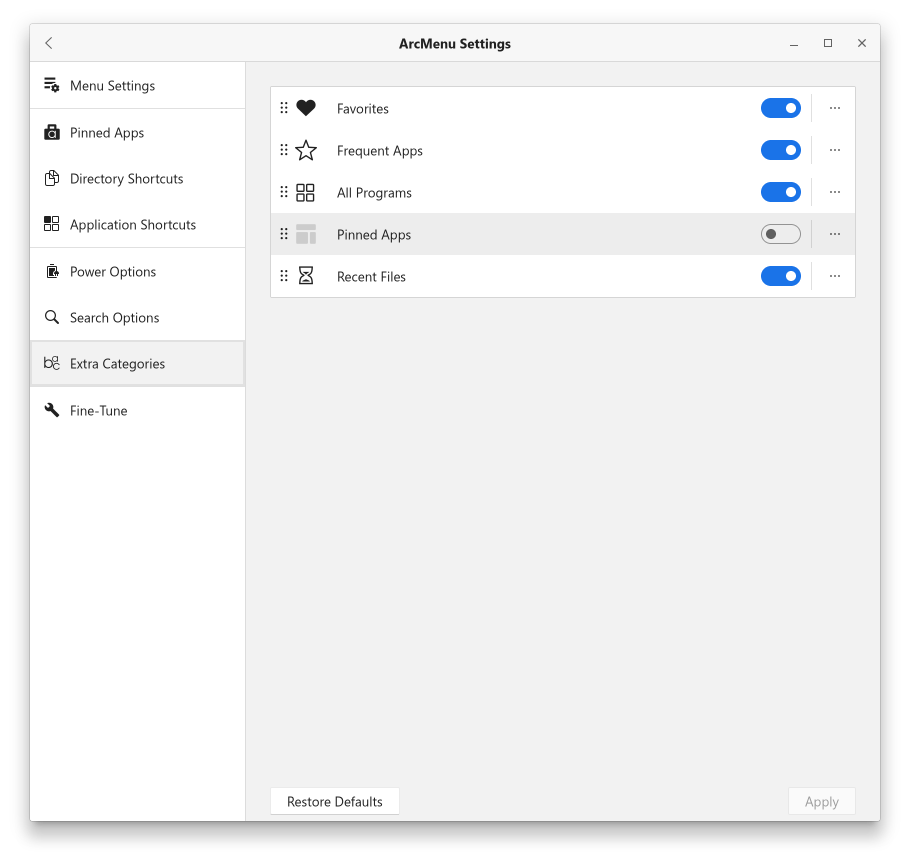 ArcMenu Settings
Menu Settings
Pinned Apps
Directory Shortcuts
Application Shortcuts
Power Options
Search Options
Extra Categories
Fine-Tune
Favorites
Frequent Apps
All Programs
Pinned Apps
Recent Files
Restore Defaults
Apply